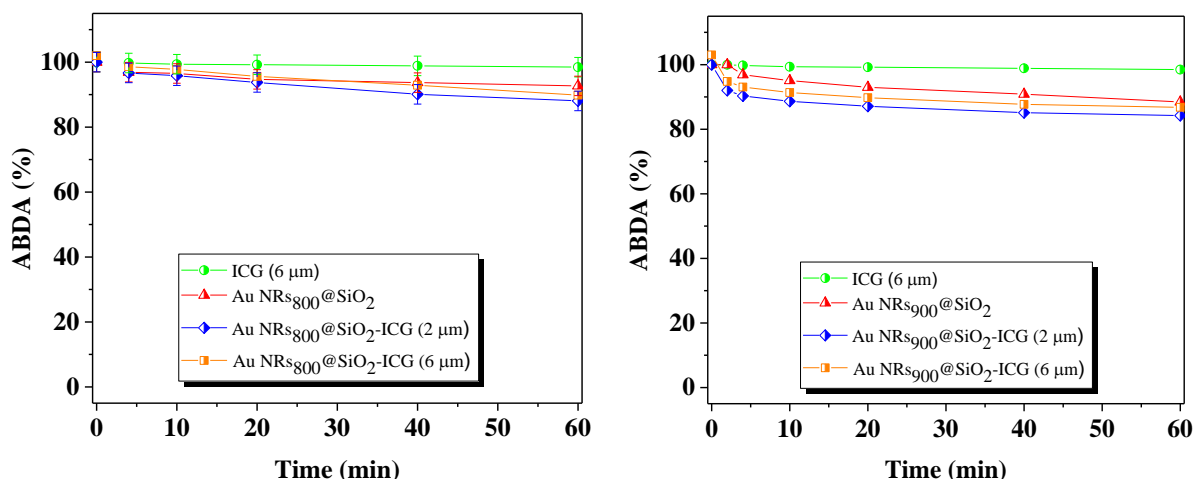 ABDA (%)
100
80
60
40
20
0
ICG (6 μm)
Au NRs800@SiO2
Au NRs800@SiO2-ICG (2 μm)
Au NRs800@SiO2-ICG (6 μm)
0 10 20 30 40 50 60
Time (min)
ABDA (%)
100
80
60
40
20
0
ICG (6 μm)
Au NRs900@SiO2
Au NRs900@SiO2-ICG (2 μm)
Au NRs900@SiO2-ICG (6 μm)
0 10 20 30 40 50 60
Time (min)